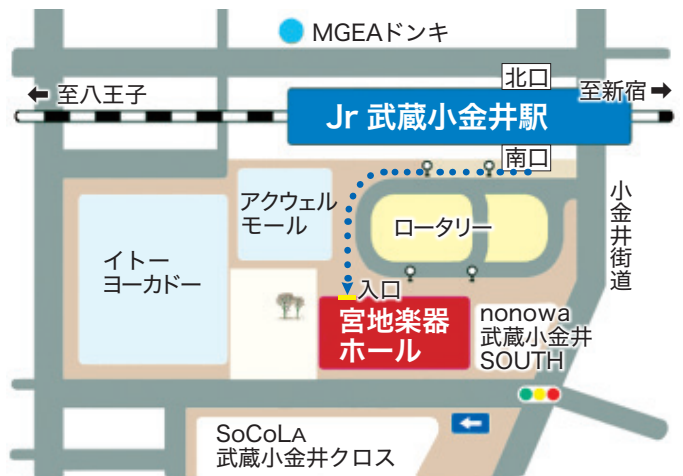 MGEAドンキ
北口
至八王子
至新宿
Jr 武蔵小金井駅
南口
小金井街道
アクウェル
モール
ロータリー
イトー
ヨーカドー
入口
宮地楽器
ホール
nonowa
武蔵小金井
SOUTH
SoCoLA
武蔵小金井クロス